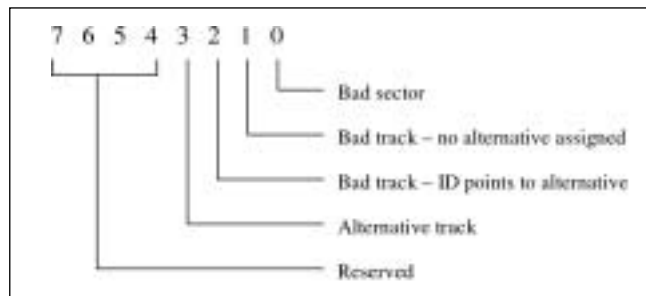 7 6 5 4 3 2 1 0
Bad sector
Bad track – no alternative assigned
Bad track – ID points to alternative
Alternative track
Reserved